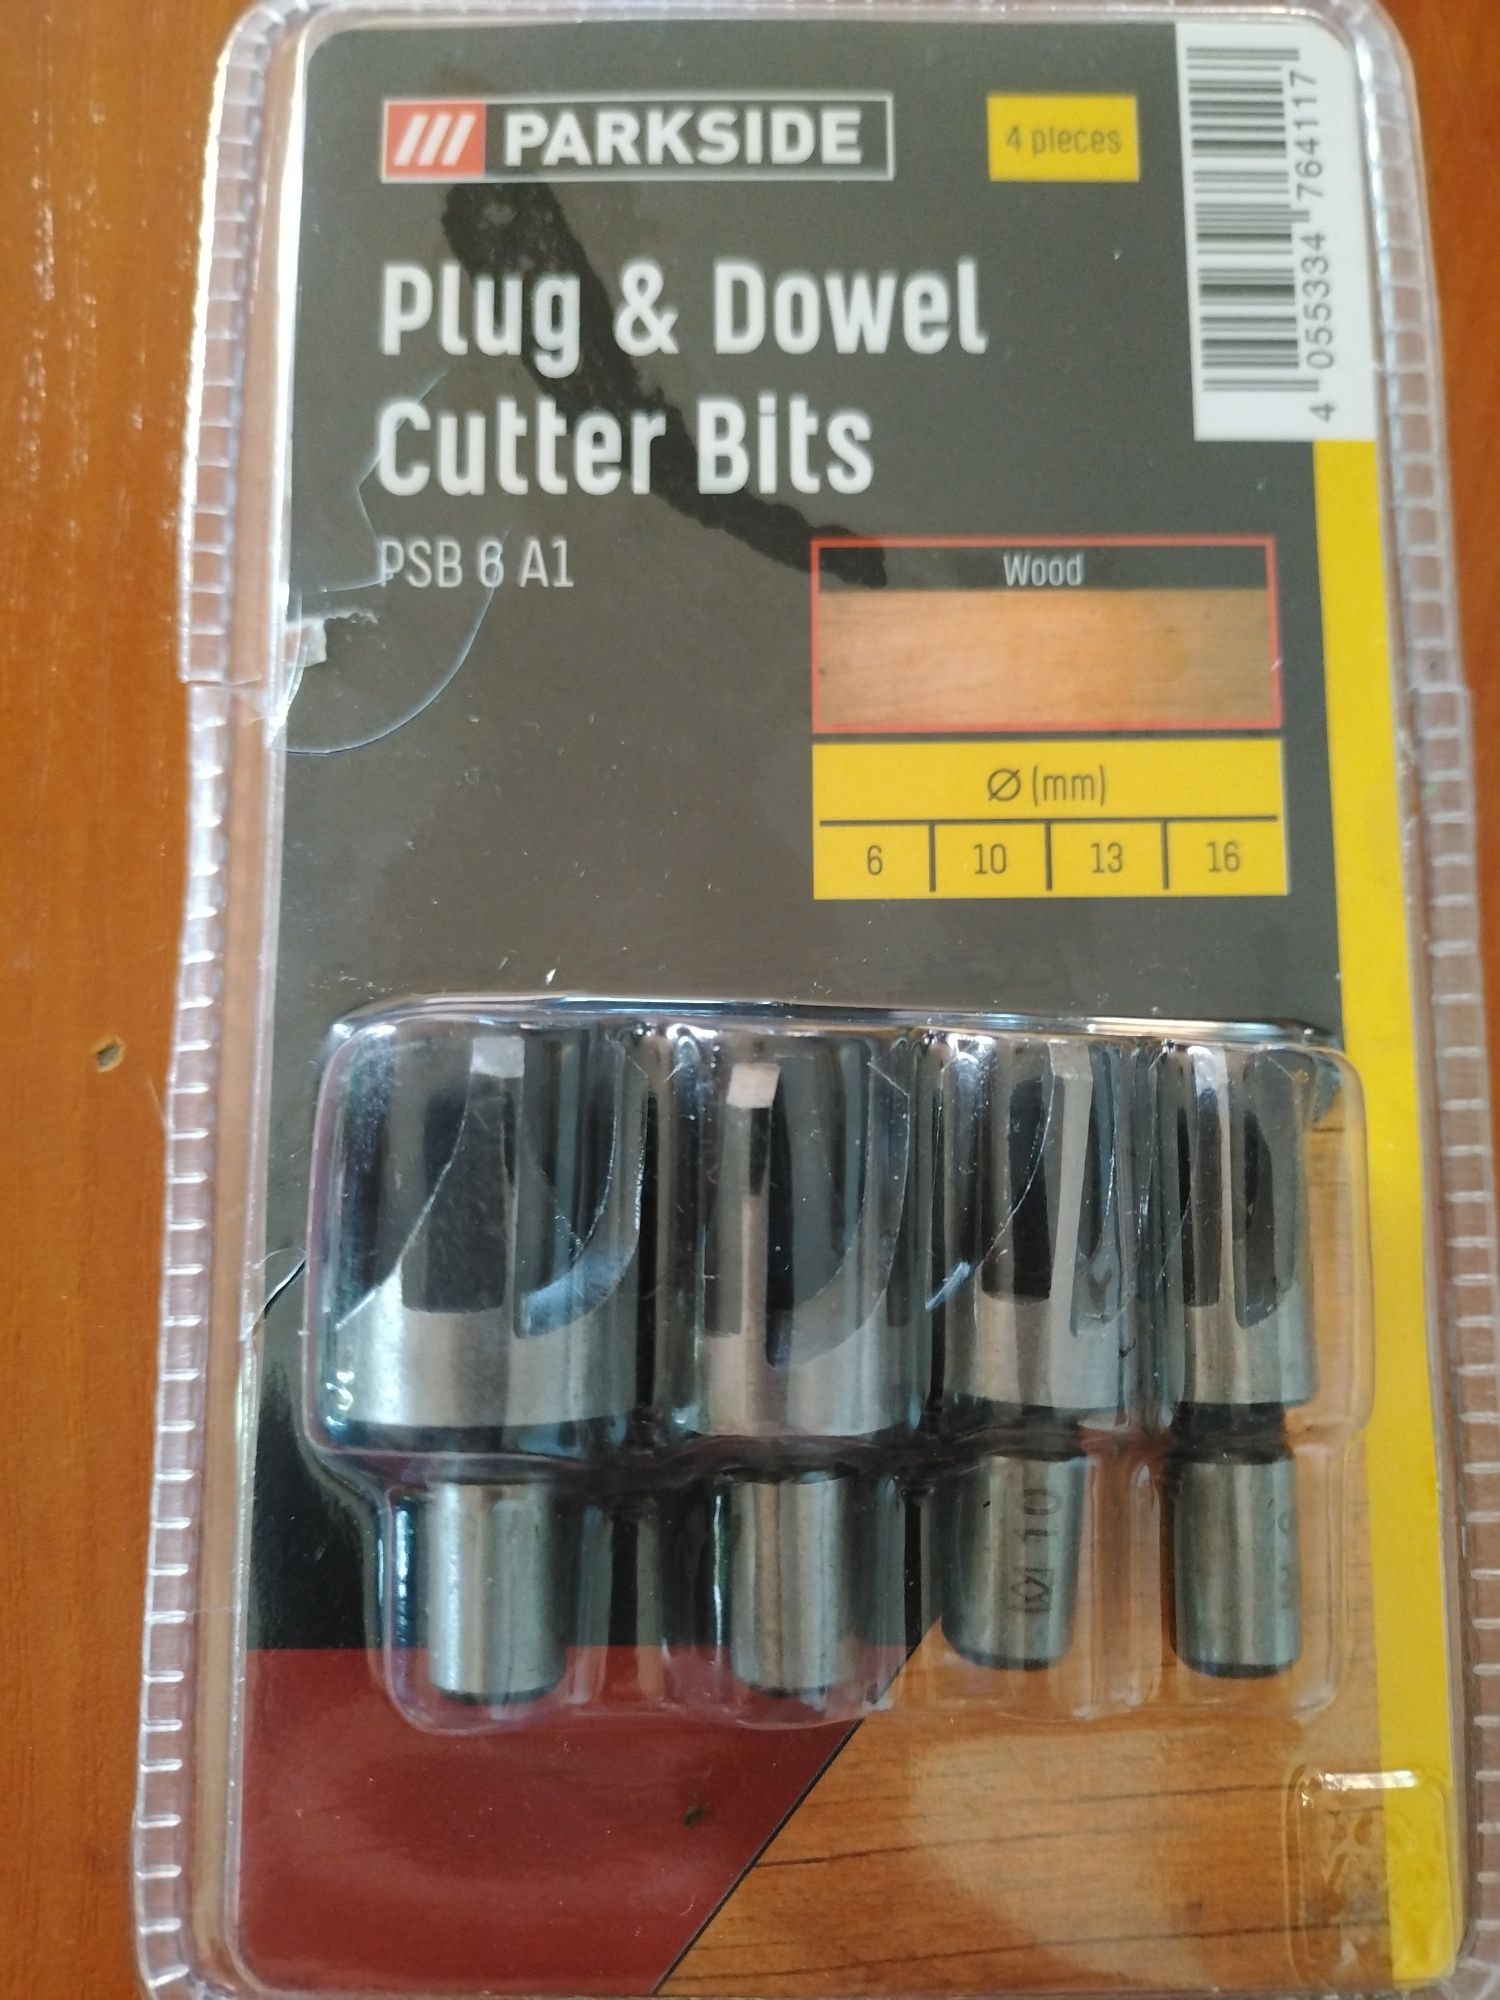 PARKSIDE
4 pieces
4 055334 764117
Plug & Dowel
Cutter Bits
PSB 6 A1
Wood
Ø (mm)
6 10 13 16
10